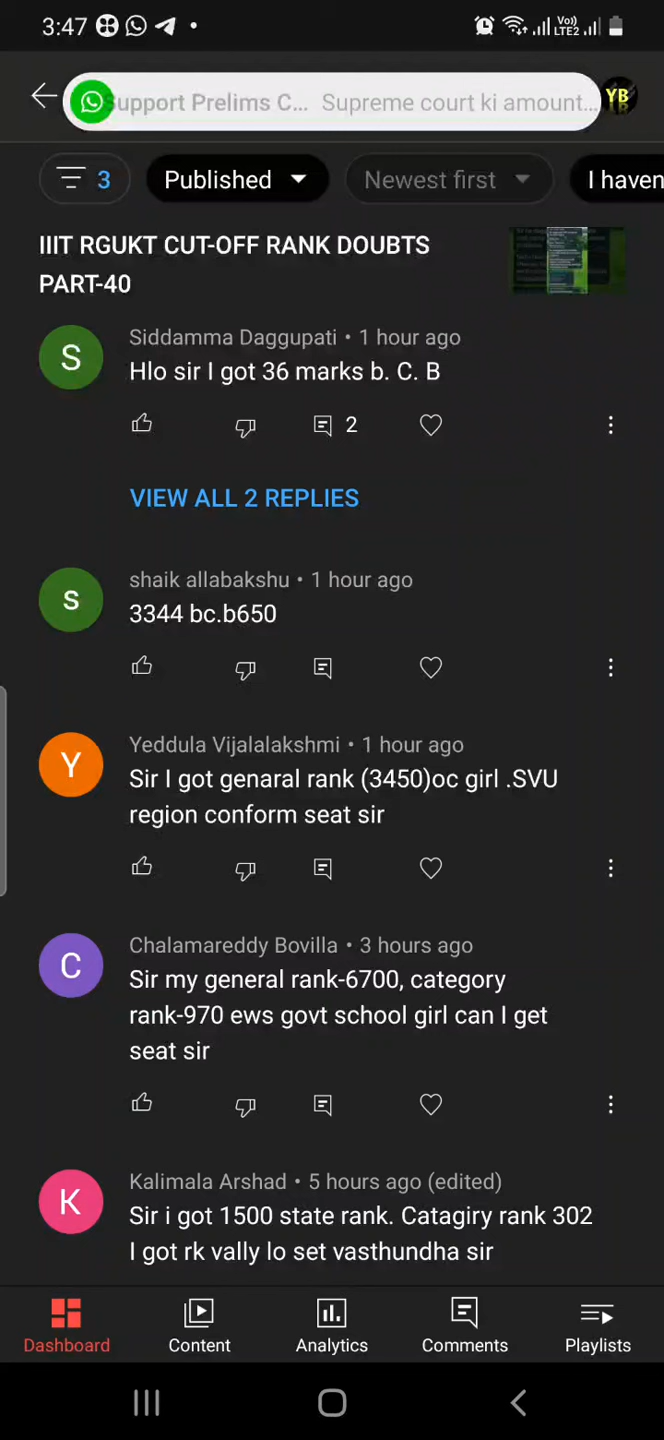 3:47
Vo))
LTE2
Support Prelims C... Supreme court ki amount...
YB
3 Published Newest first I haven
IIIT RGUKT CUT-OFF RANK DOUBTS
PART-40
S
Siddamma Daggupati • 1 hour ago
Hlo sir I got 36 marks b. C. B
2
VIEW ALL 2 REPLIES
s
shaik allabakshu • 1 hour ago
3344 bc.b650
Y
Yeddula Vijalalakshmi • 1 hour ago
Sir I got genaral rank (3450)oc girl .SVU
region conform seat sir
C
Chalamareddy Bovilla • 3 hours ago
Sir my general rank-6700, category
rank-970 ews govt school girl can I get
seat sir
K
Kalimala Arshad • 5 hours ago (edited)
Sir i got 1500 state rank. Catagiry rank 302
I got rk vally lo set vasthundha sir
Dashboard Content Analytics Comments Playlists